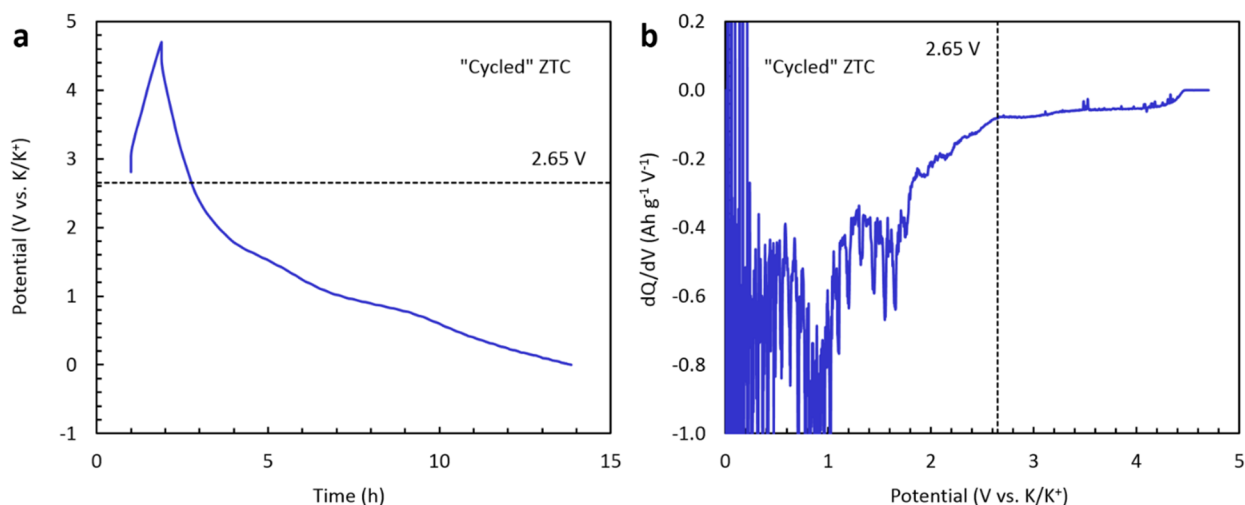 a
"Cycled" ZTC
2.65 V
5
4
3
2
1
0
-1
0
5
10
15
Potential (V vs. K/K⁺)
Time (h)
b
2.65 V
"Cycled" ZTC
0.2
0.0
-0.2
-0.4
-0.6
-0.8
-1.0
0
1
2
3
4
5
dQ/dV (Ah g⁻¹ V⁻¹)
Potential (V vs. K/K⁺)